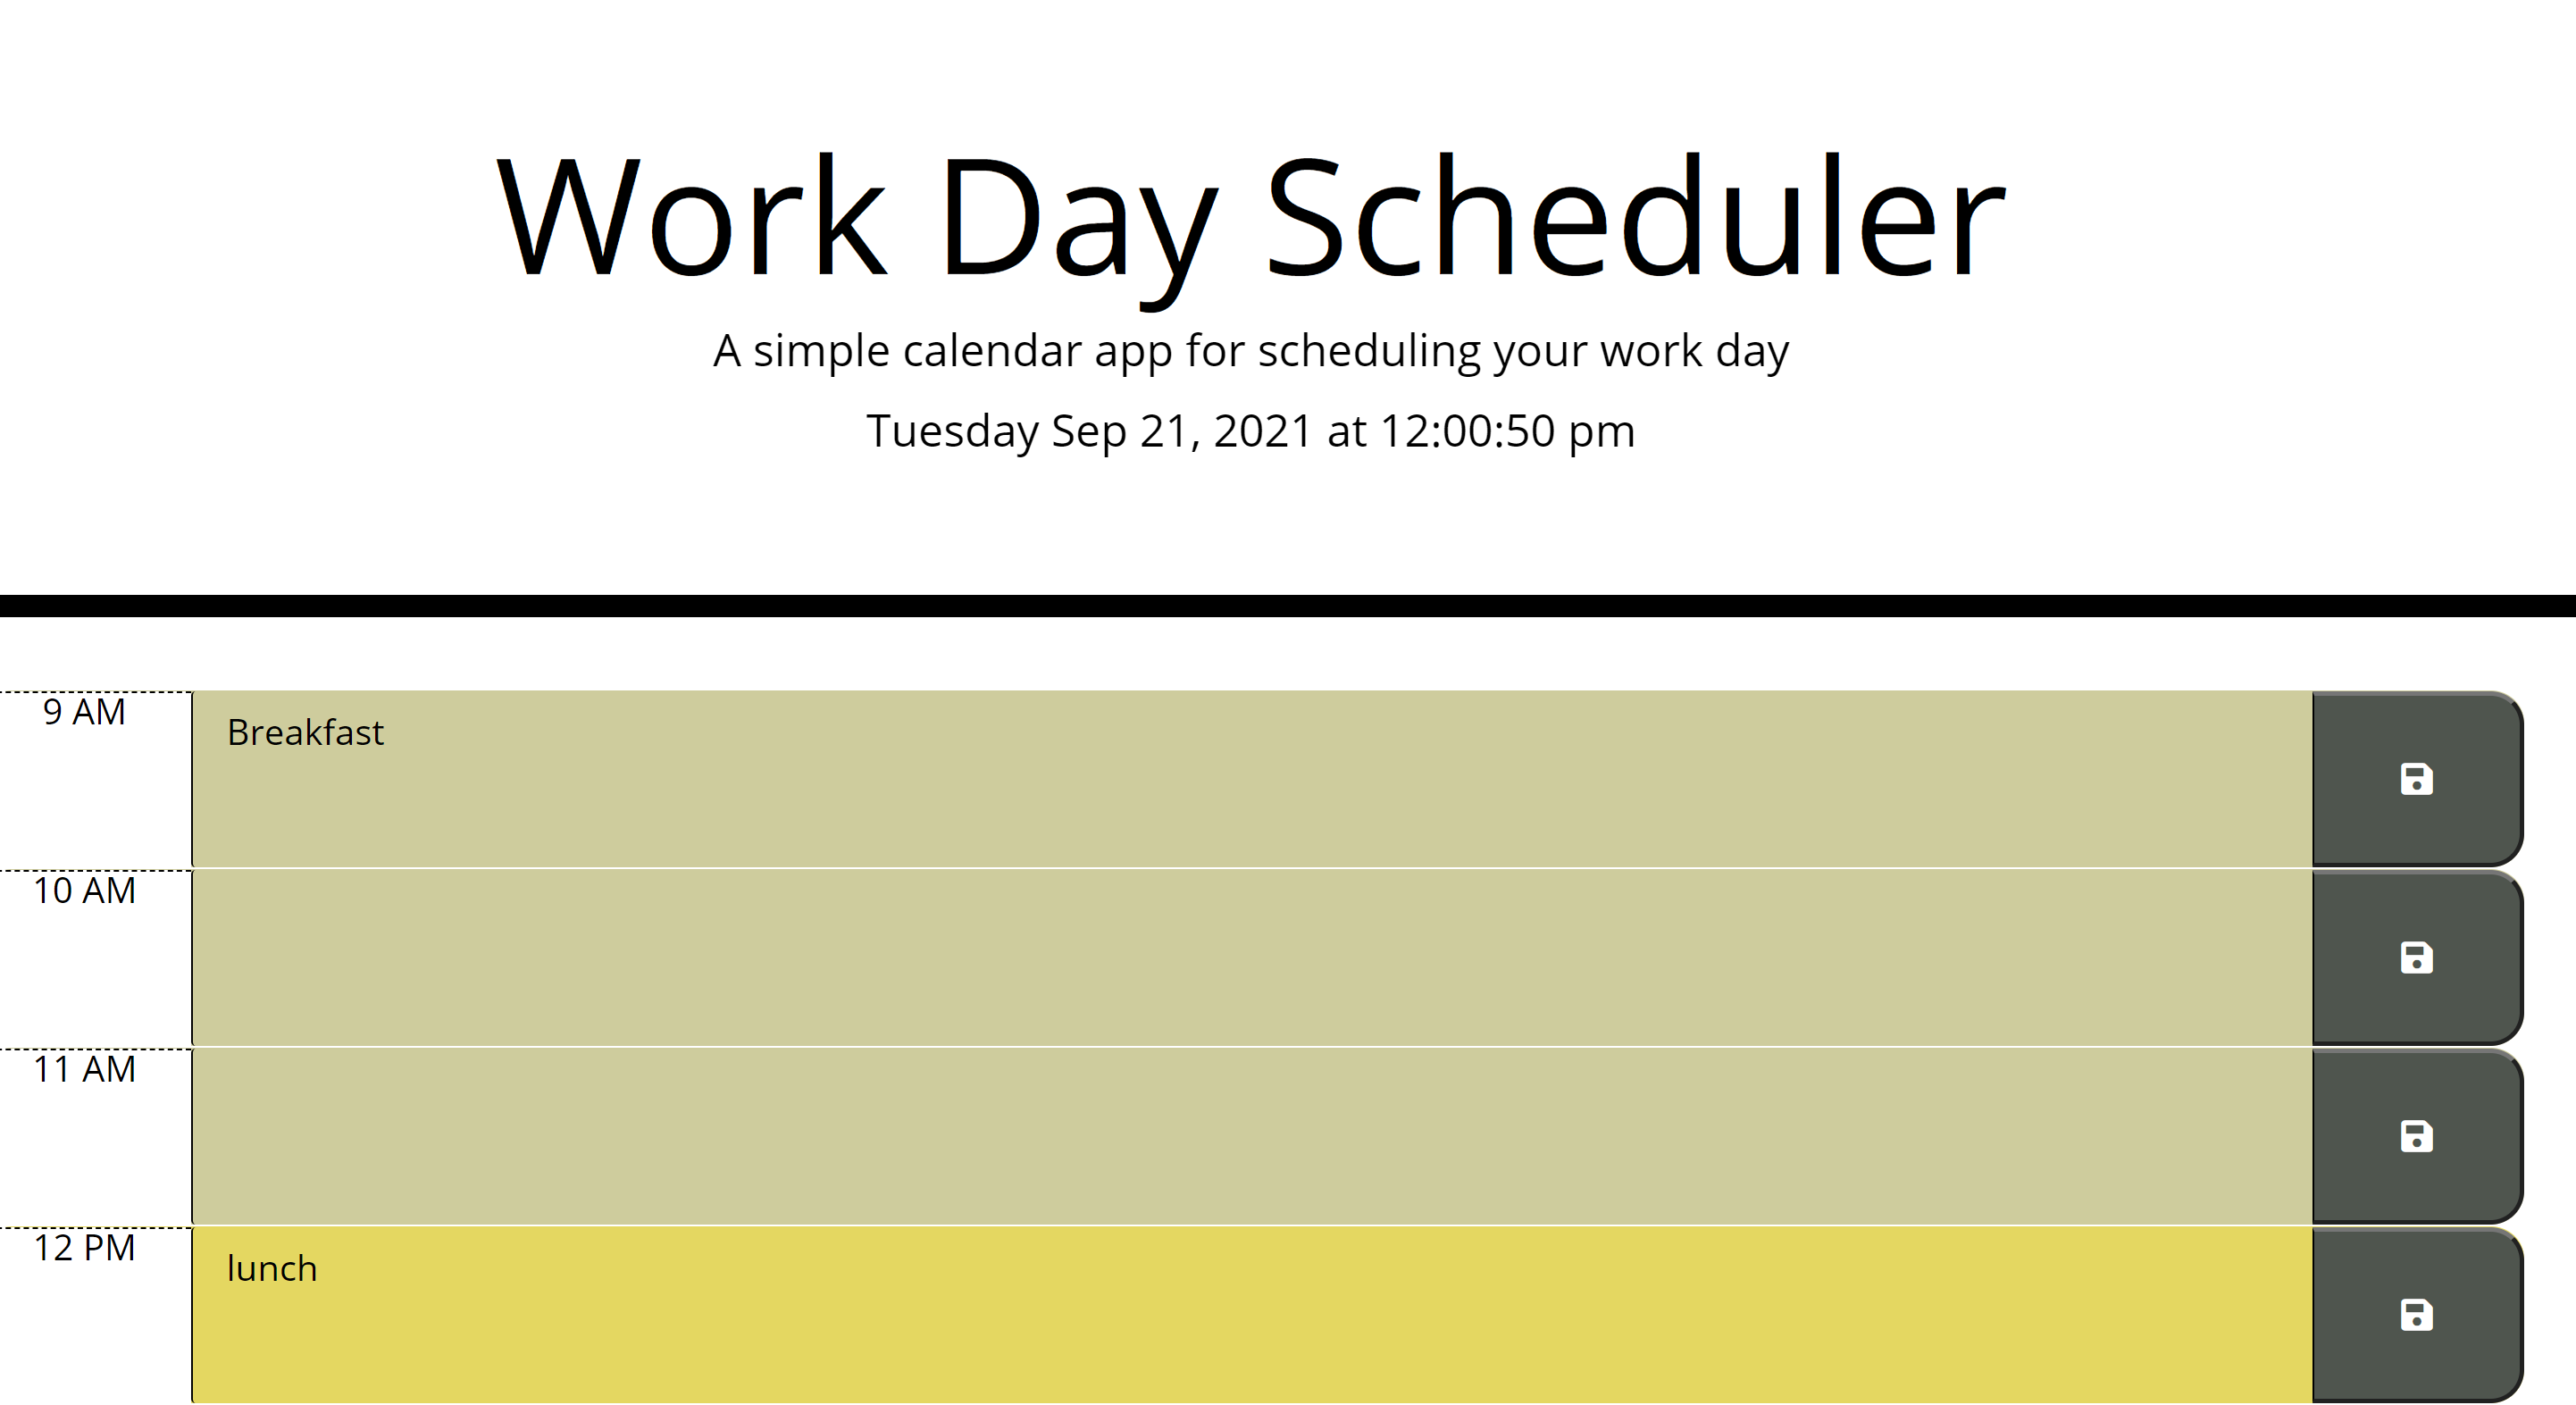 Work Day Scheduler
A simple calendar app for scheduling your work day
Tuesday Sep 21, 2021 at 12:00:50 pm
9 AM
Breakfast
10 AM
11 AM
12 PM
lunch